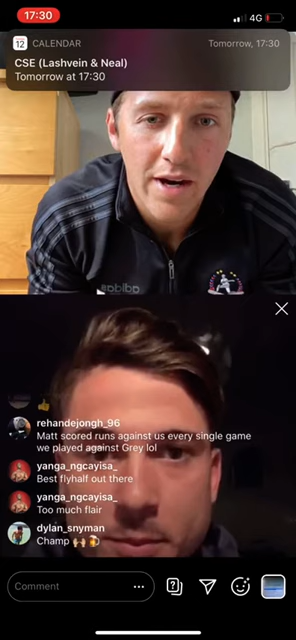 17:30
4G
12
CALENDAR
Tomorrow, 17:30
CSE (Lashvein & Neal)
Tomorrow at 17:30
adidas
rehandejongh_96
Matt scored runs against us every single game
we played against Grey lol
yanga_ngcayisa_
Best flyhalf out there
yanga_ngcayisa_
Too much flair
dylan_snyman
Champ 🙌🏼🍻
Comment